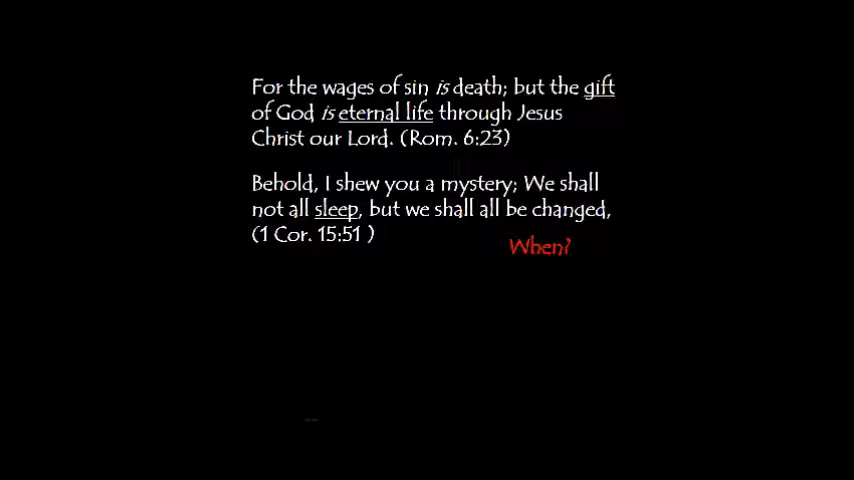 For the wages of sin is death; but the gift
of God is eternal life through Jesus
Christ our Lord. (Rom. 6:23)
Behold, I shew you a mystery; We shall
not all sleep, but we shall all be changed,
(1 Cor. 15:51 )
When?